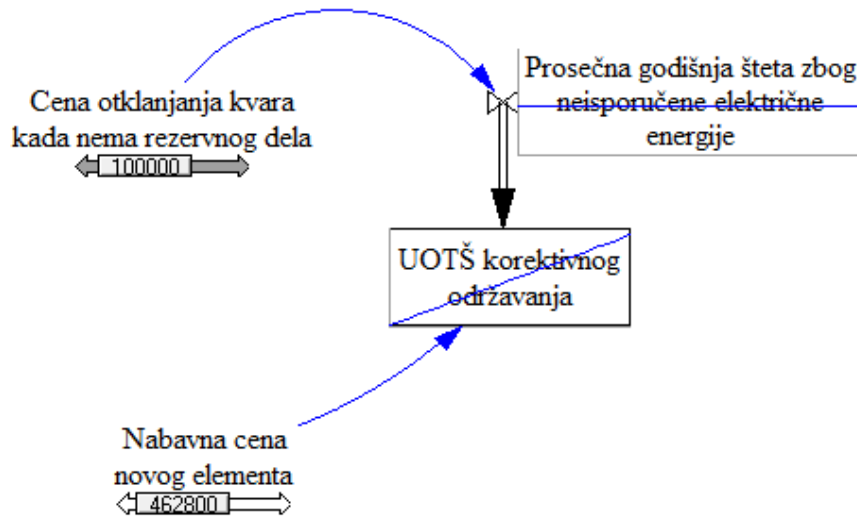 Cena otklanjanja kvara
kada nema rezervnog dela
100000
Prosečna godišnja šteta zbog
neisporučene električne
energije
UOTŠ korektivnog
održavanja
Nabavna cena
novog elementa
462800